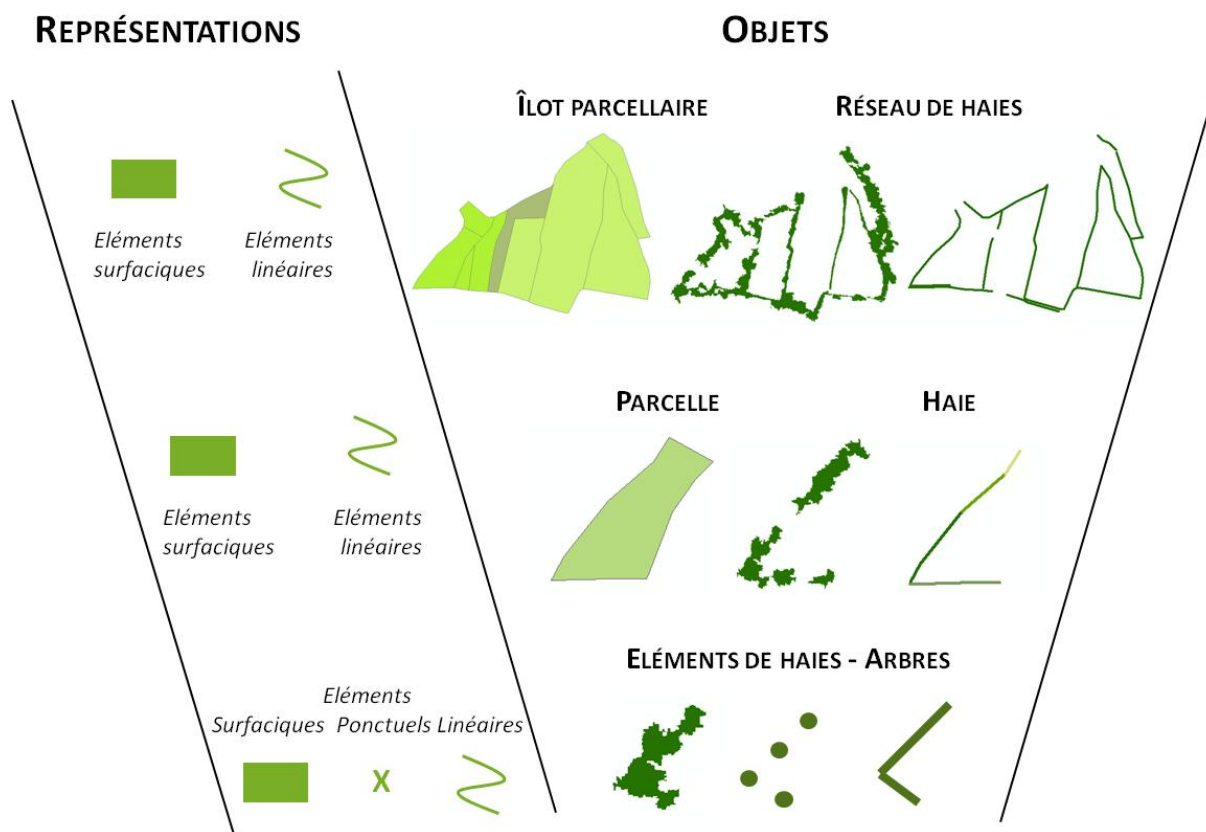 REPRÉSENTATIONS
OBJETS
ÎLOT PARCELLAIRE
RÉSEAU DE HAIES
Eléments
surfaciques
Eléments
linéaires
PARCELLE
HAIE
Eléments
surfaciques
Eléments
linéaires
ELÉMENTS DE HAIES - ARBRES
Eléments
Surfaciques Ponctuels Linéaires
X